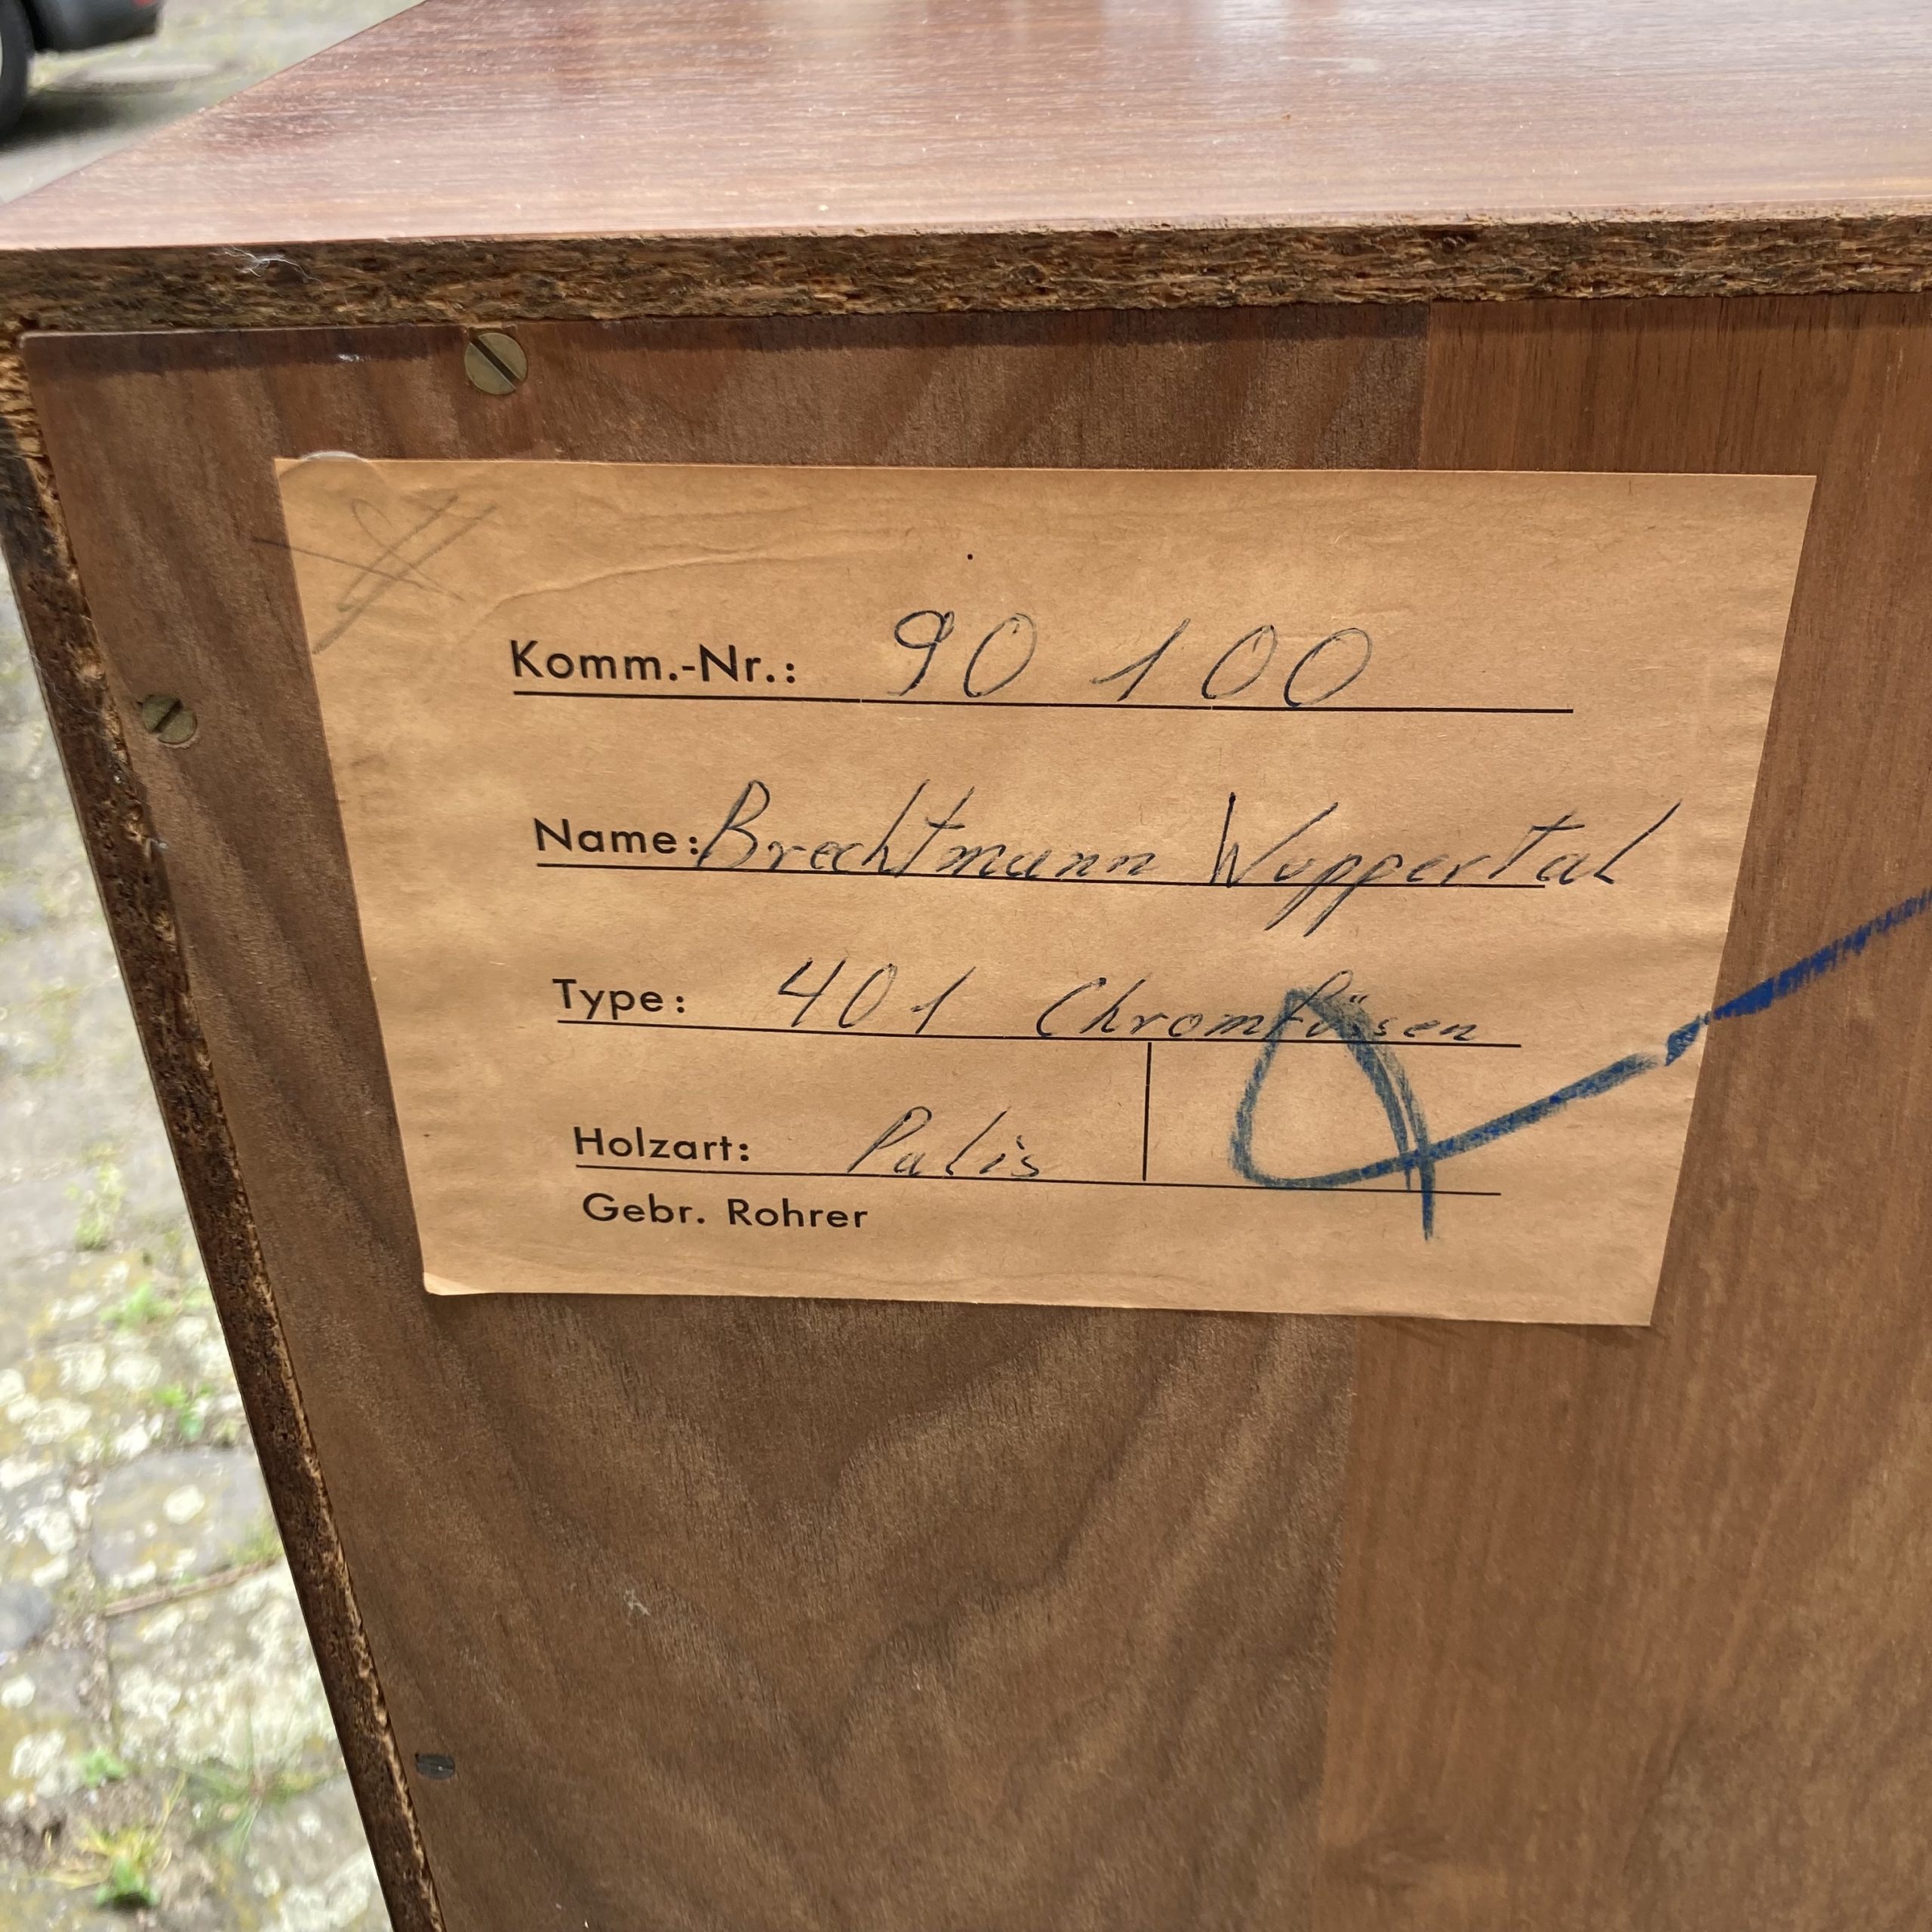 Komm.-Nr.: 90 100
Name: Brechtmann Wuppertal
Type: 401 Chromfüssen
Holzart: Palis
Gebr. Rohrer